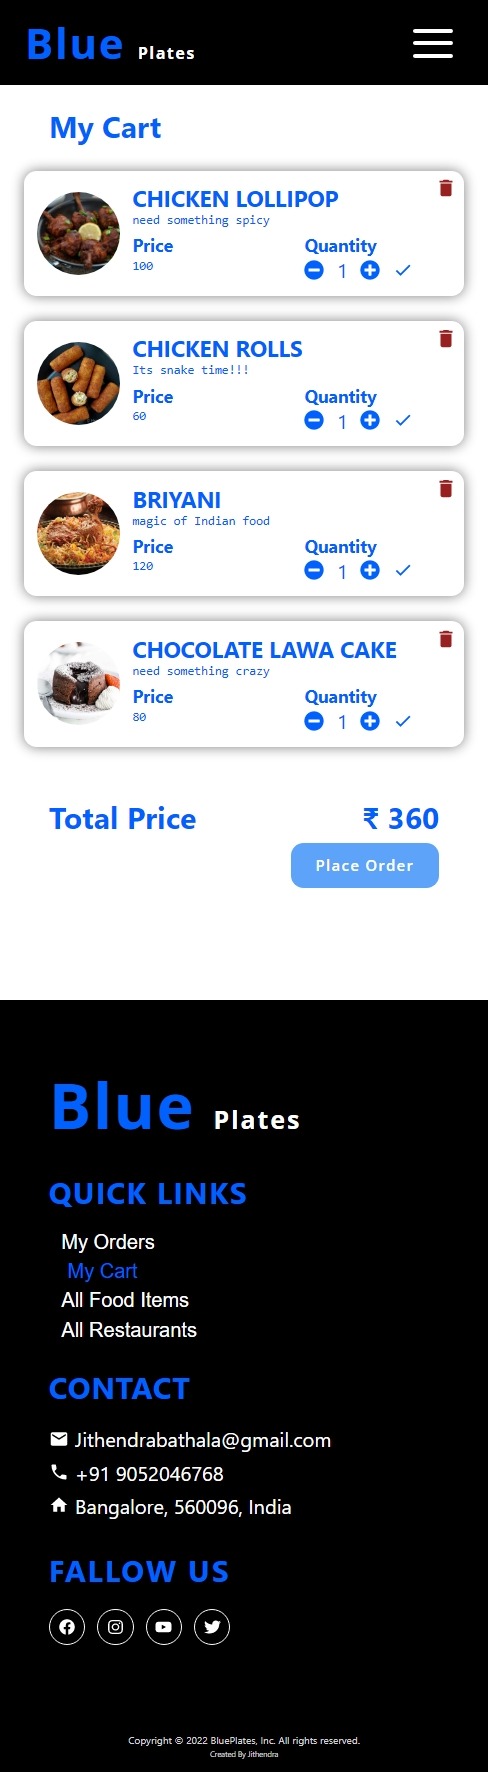 Blue Plates
My Cart
CHICKEN LOLLIPOP
need something spicy
Price Quantity
100 1
CHICKEN ROLLS
Its snake time!!!
Price Quantity
60 1
BRIYANI
magic of Indian food
Price Quantity
120 1
CHOCOLATE LAWA CAKE
need something crazy
Price Quantity
80 1
Total Price ₹ 360
Place Order
Blue Plates
QUICK LINKS
My Orders
My Cart
All Food Items
All Restaurants
CONTACT
Jithendrabathala@gmail.com
+91 9052046768
Bangalore, 560096, India
FALLOW US
Copyright © 2022 BluePlates, Inc. All rights reserved.
Created By Jithendra